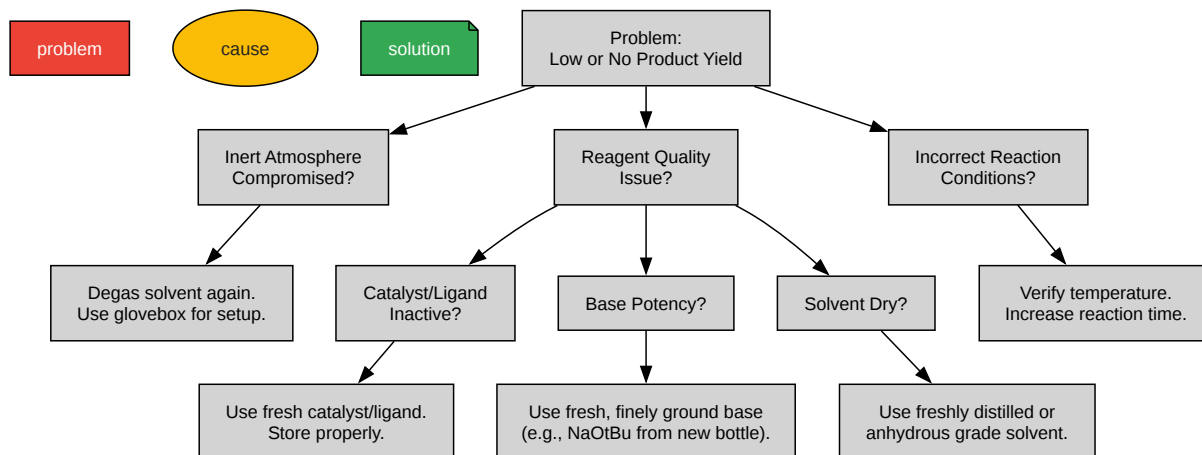 problem
cause
solution
Problem:
Low or No Product Yield
Inert Atmosphere
Compromised?
Reagent Quality
Issue?
Incorrect Reaction
Conditions?
Degas solvent again.
Use glovebox for setup.
Catalyst/Ligand
Inactive?
Base Potency?
Solvent Dry?
Verify temperature.
Increase reaction time.
Use fresh catalyst/ligand.
Store properly.
Use fresh, finely ground base
(e.g., NaOtBu from new bottle).
Use freshly distilled or
anhydrous grade solvent.